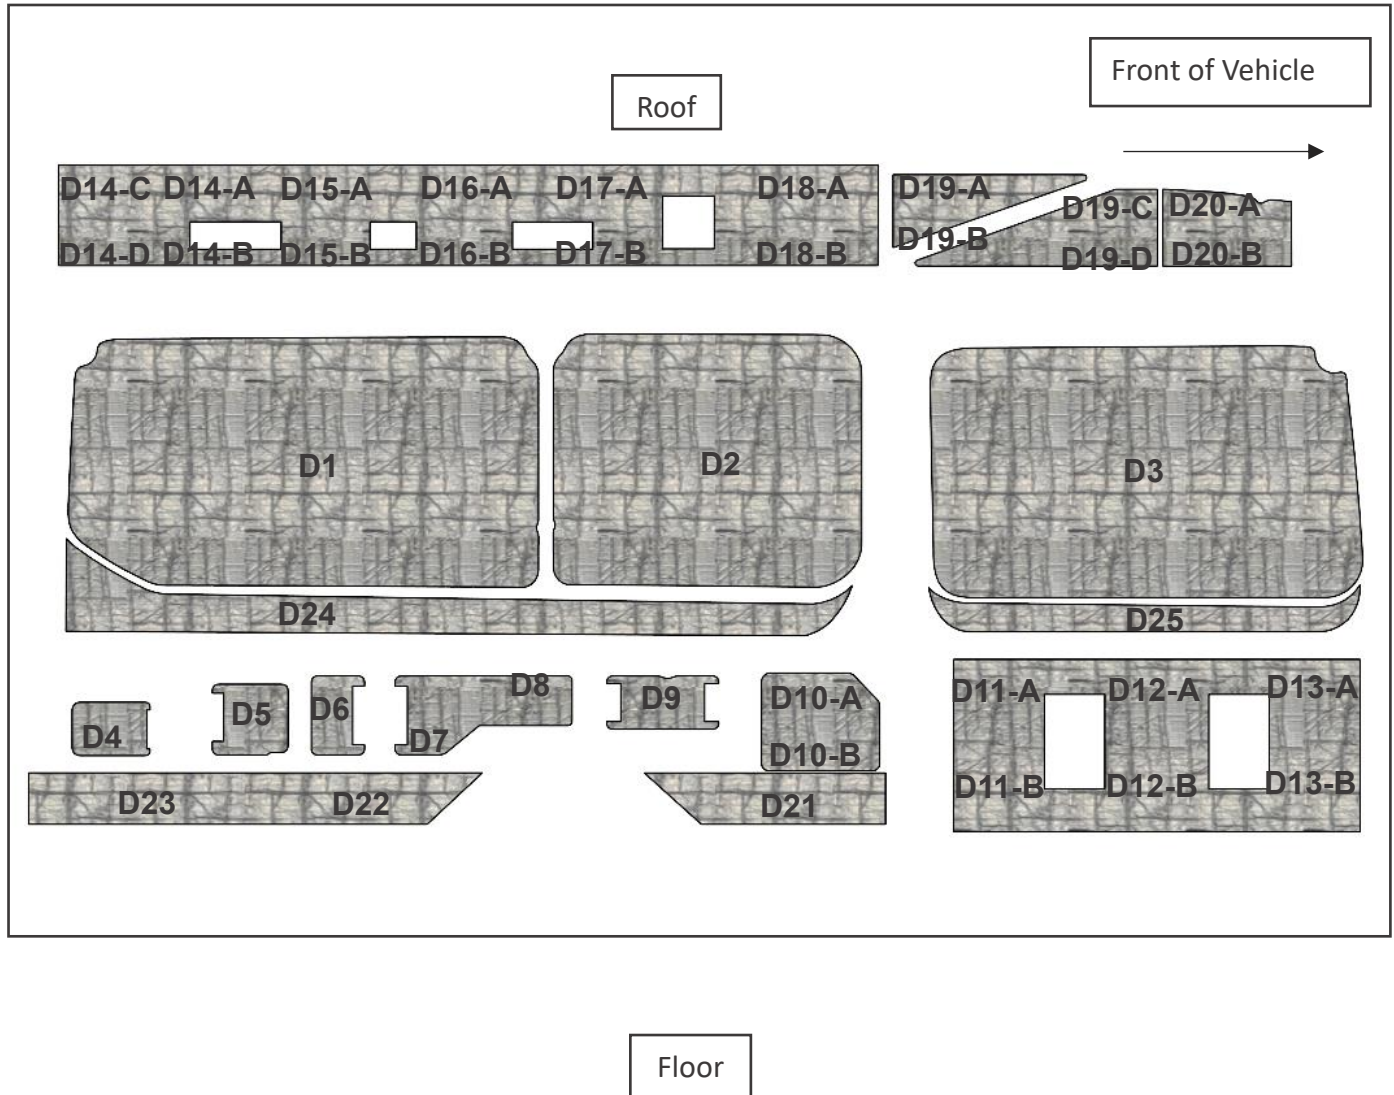 Front of Vehicle
Roof
D14-C D14-A D15-A D16-A D17-A D18-A D19-A
D19-C D20-A
D14-D D14-B D15-B D16-B D17-B D18-B D19-B
D19-D D20-B
D1 D2 D3
D24 D25
D4 D5 D6 D7 D8 D9 D10-A D11-A D12-A D13-A
D10-B D11-B D12-B D13-B
D23 D22 D21
Floor